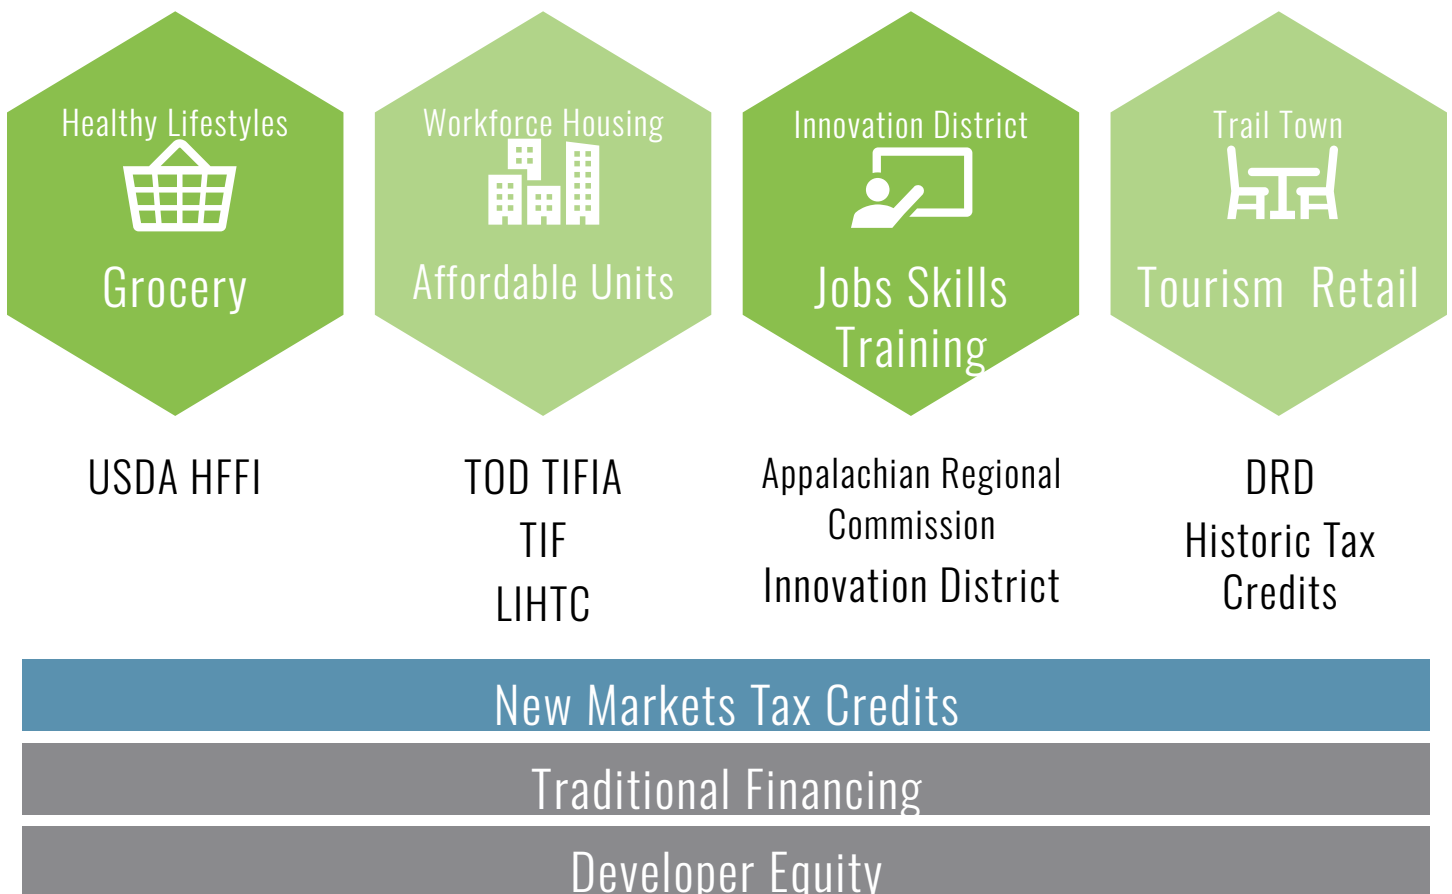 Healthy Lifestyles
Grocery
Workforce Housing
Affordable Units
Innovation District
Jobs Skills
Training
Trail Town
Tourism Retail
USDA HFFI
TOD TIFIA
TIF
LIHTC
Appalachian Regional
Commission
Innovation District
DRD
Historic Tax
Credits
New Markets Tax Credits
Traditional Financing
Developer Equity